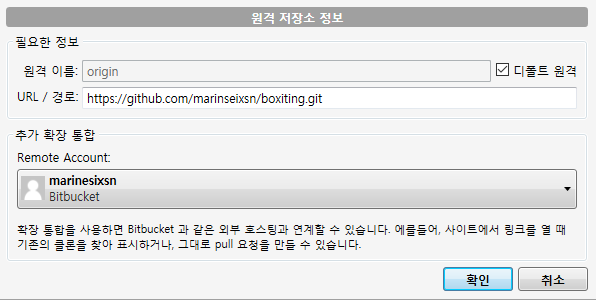 원격 저장소 정보
필요한 정보
원격 이름: origin 디폴트 원격
URL / 경로: https://github.com/marinseixsn/boxiting.git
추가 확장 통합
Remote Account:
marinesixsn
Bitbucket
확장 통합을 사용하면 Bitbucket 과 같은 외부 호스팅과 연계할 수 있습니다. 에를들어, 사이트에서 링크를 열 때
기존의 클론을 찾아 표시하거나, 그대로 pull 요청을 만들 수 있습니다.
확인 취소